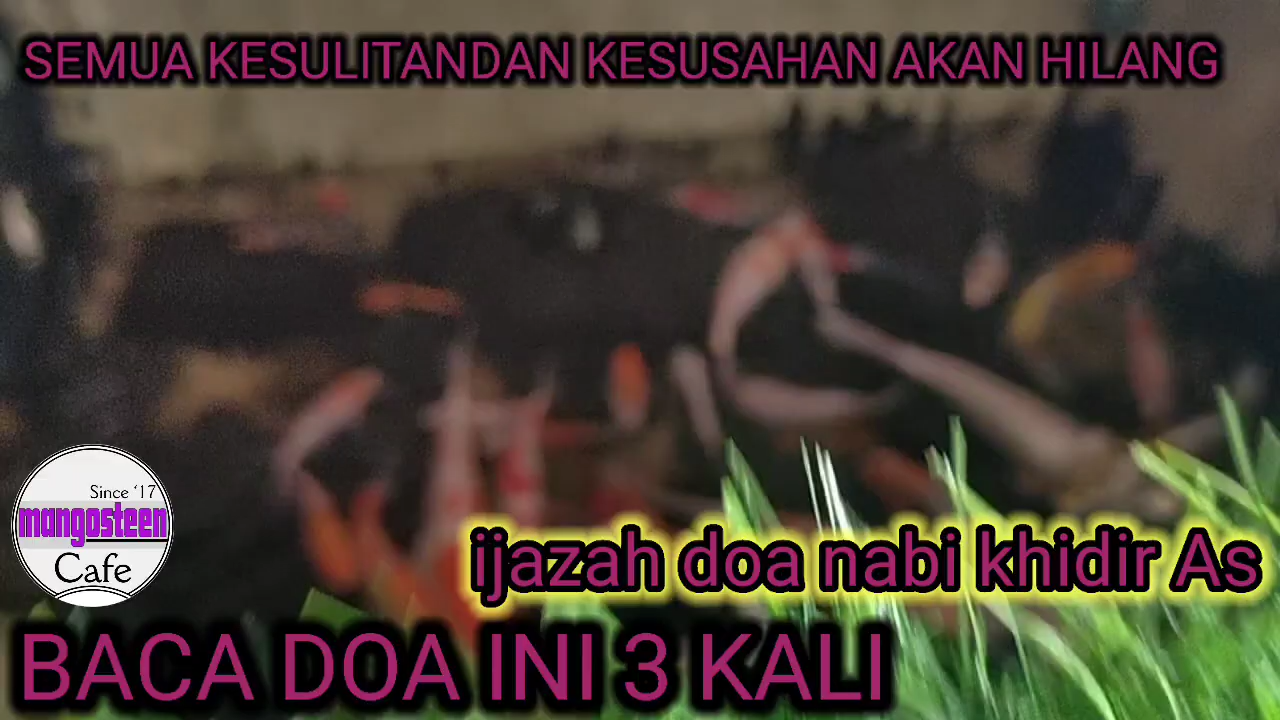 SEMUA KESULITANDAN KESUSAHAN AKAN HILANG
Since '17
mangosteen
Cafe
ijazah doa nabi khidir As
BACA DOA INI 3 KALI